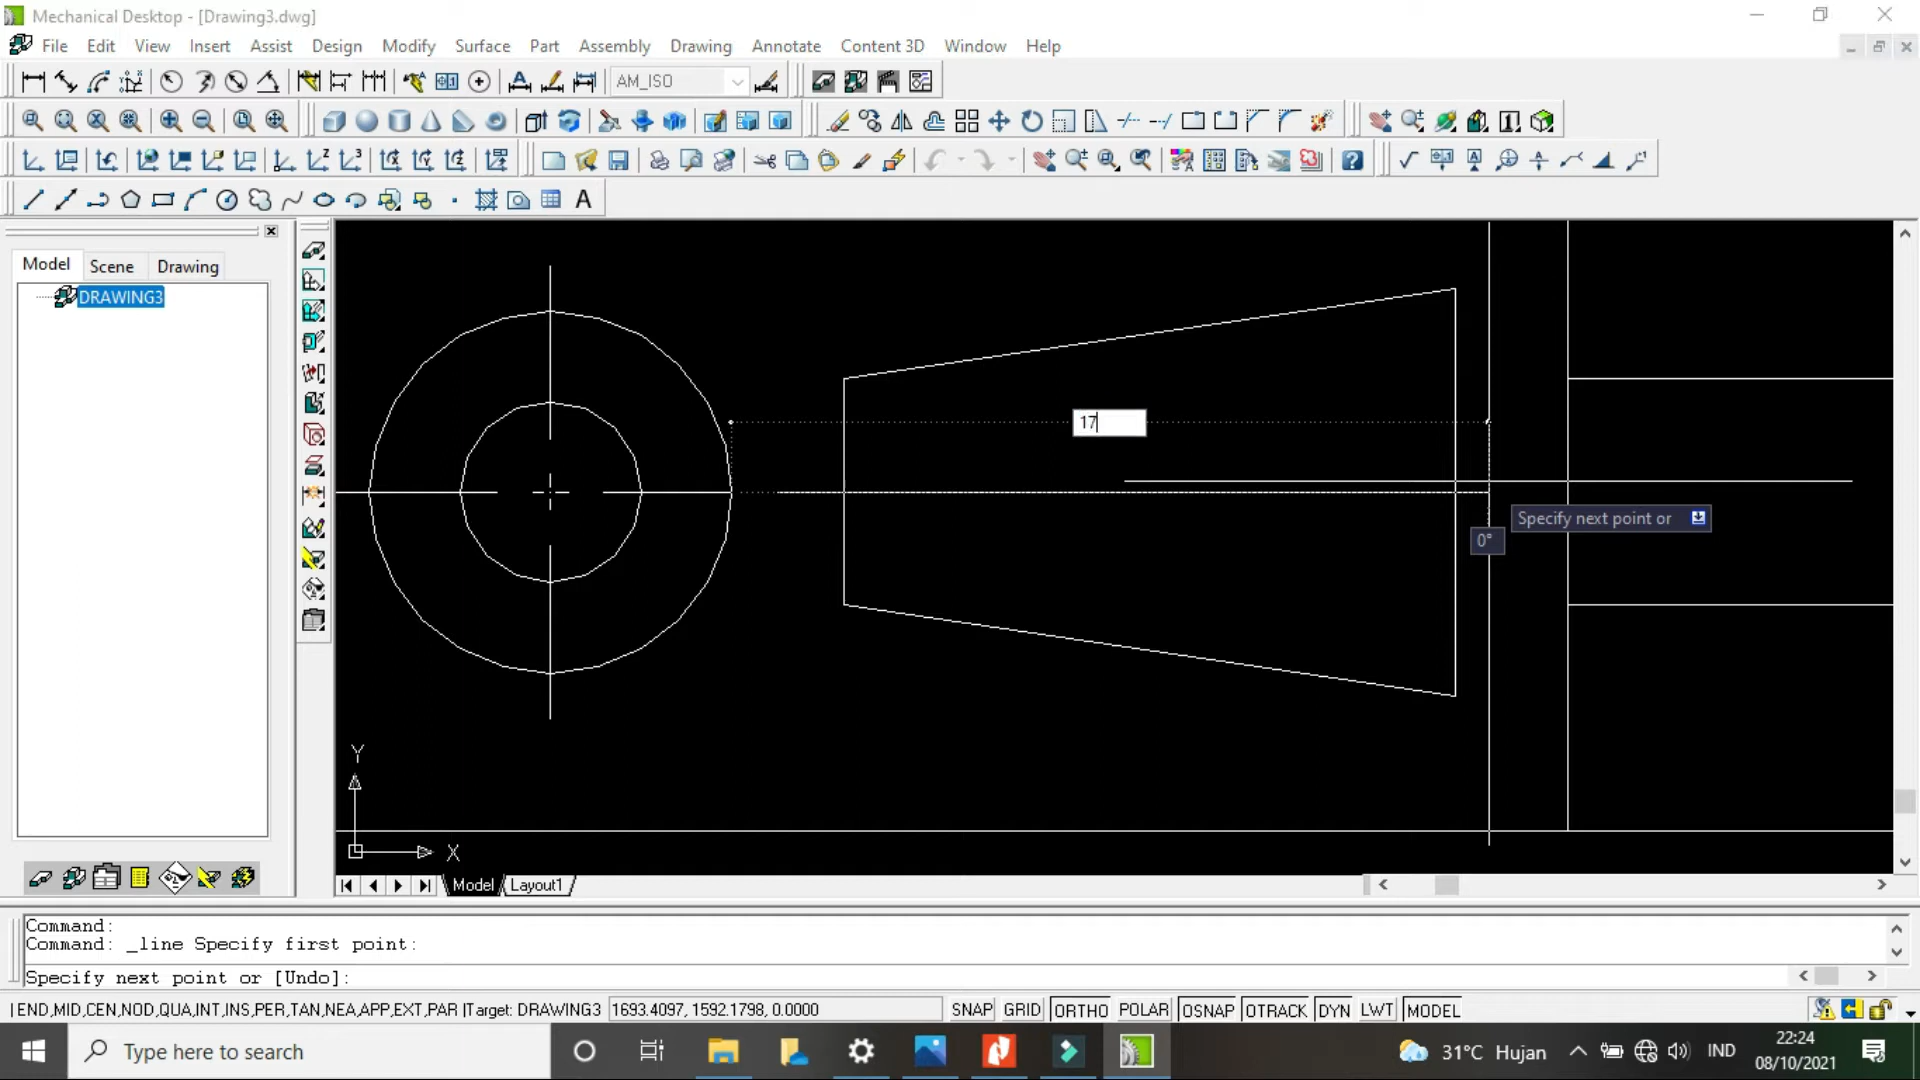 Mechanical Desktop - [Drawing3.dwg]
File Edit View Insert Assist Design Modify Surface Part Assembly Drawing Annotate Content 3D Window Help
AM_ISO
Model Scene Drawing
DRAWING3
17
Specify next point or
0°
Y
X
Model Layout1
Command:
Command: _line Specify first point:
Specify next point or [Undo]:
|END,MID,CEN,NOD,QUA,INT,INS,PER,TAN,NEA,APP,EXT,PAR |Target: DRAWING3 1693.4097, 1592.1798, 0.0000 SNAP GRID ORTHO POLAR OSNAP OTRACK DYN LWT MODEL
Type here to search
31°C Hujan
IND
22:24
08/10/2021